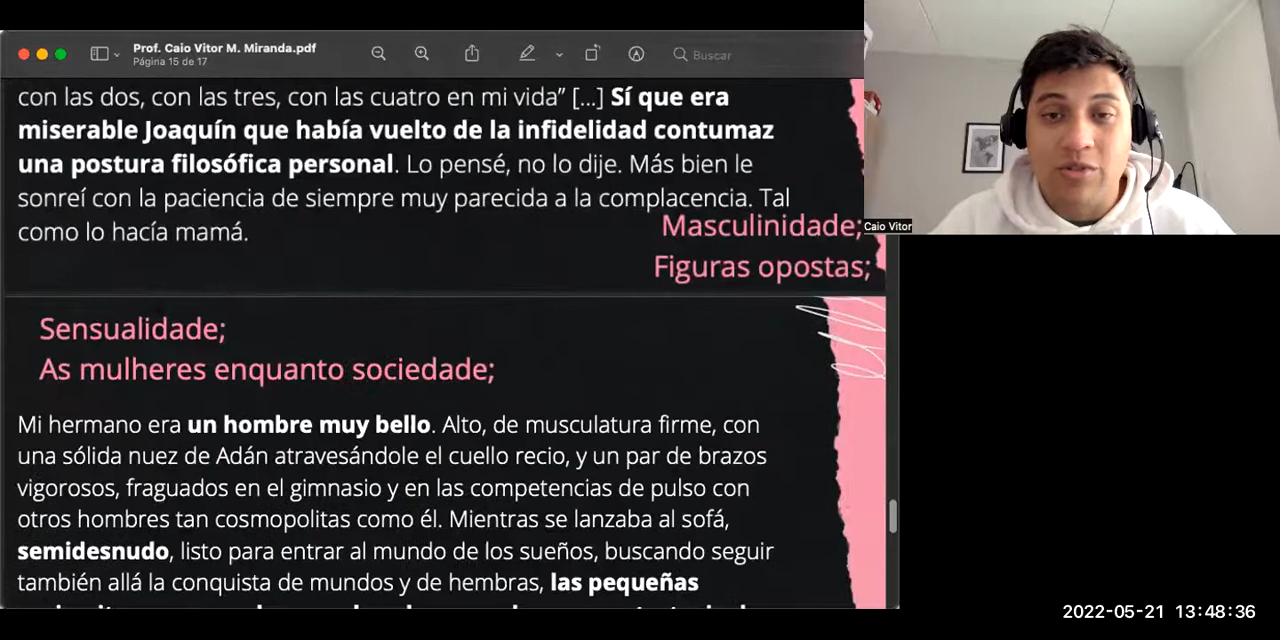 Prof. Caio Vitor M. Miranda.pdf
Página 15 de 17
Buscar
con las dos, con las tres, con las cuatro en mi vida” [...] Sí que era
miserable Joaquín que había vuelto de la infidelidad contumaz
una postura filosófica personal. Lo pensé, no lo dije. Más bien le
sonreí con la paciencia de siempre muy parecida a la complacencia. Tal
como lo hacía mamá.
Masculinidade;
Figuras opostas;
Caio Vitor
Sensualidade;
As mulheres enquanto sociedade;
Mi hermano era un hombre muy bello. Alto, de musculatura firme, con
una sólida nuez de Adán atravesándole el cuello recio, y un par de brazos
vigorosos, fraguados en el gimnasio y en las competencias de pulso con
otros hombres tan cosmopolitas como él. Mientras se lanzaba al sofá,
semidesnudo, listo para entrar al mundo de los sueños, buscando seguir
también allá la conquista de mundos y de hembras, las pequeñas
2022-05-21 13:48:36